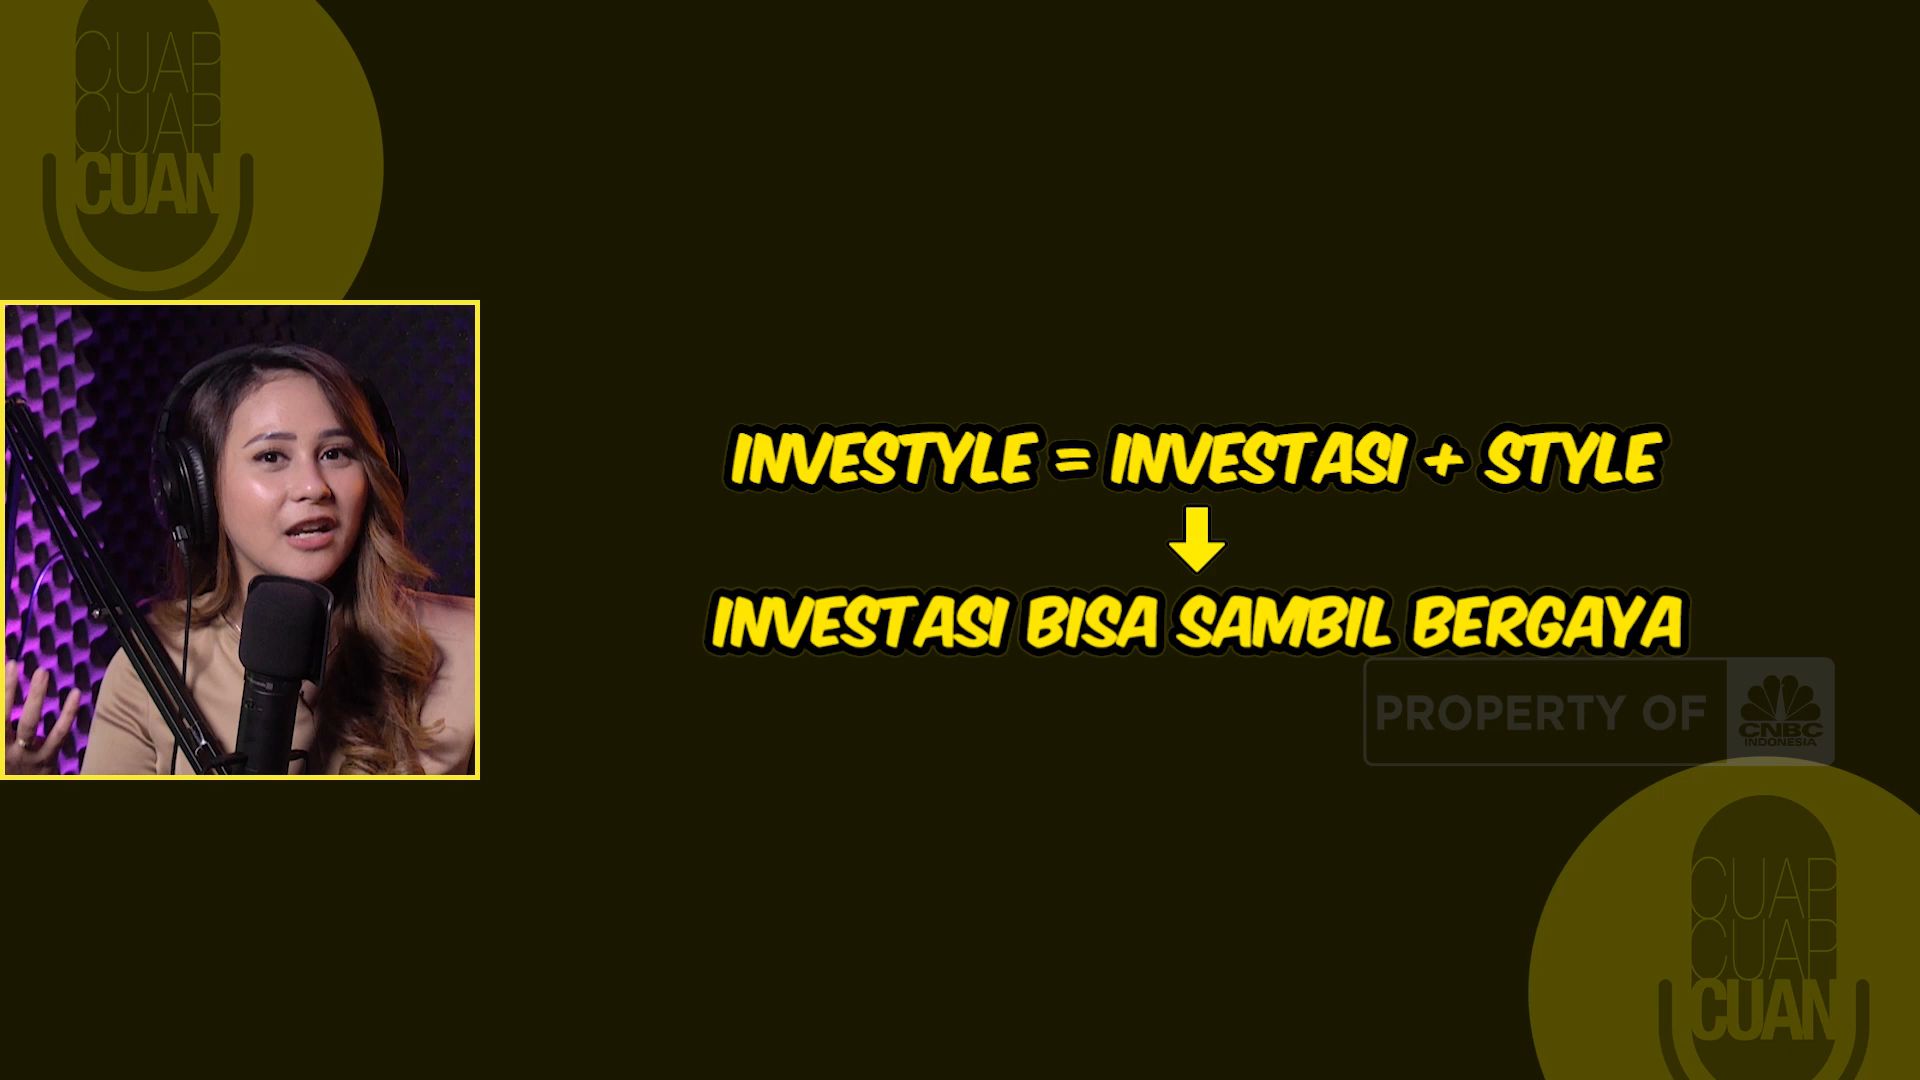 CUAP
CUAP
CUAN
INVESTYLE = INVESTASI + STYLE
INVESTASI BISA SAMBIL BERGAYA
PROPERTY OF
CNBC
INDONESIA
CUAP
CUAP
CUAN